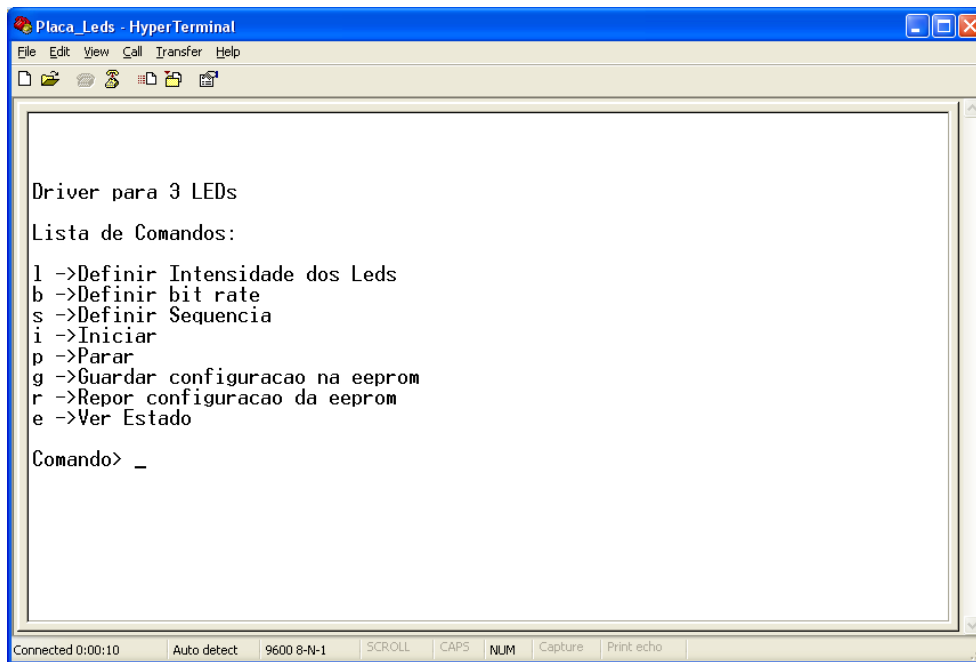 Placa_Leds - HyperTerminal
File Edit View Call Transfer Help
Driver para 3 LEDs
Lista de Comandos:
l ->Definir Intensidade dos Leds
b ->Definir bit rate
s ->Definir Sequencia
i ->Iniciar
p ->Parar
g ->Guardar configuracao na eeprom
r ->Repor configuracao da eeprom
e ->Ver Estado
Comando> _
Connected 0:00:10 Auto detect 9600 8-N-1 SCROLL CAPS NUM Capture Print echo